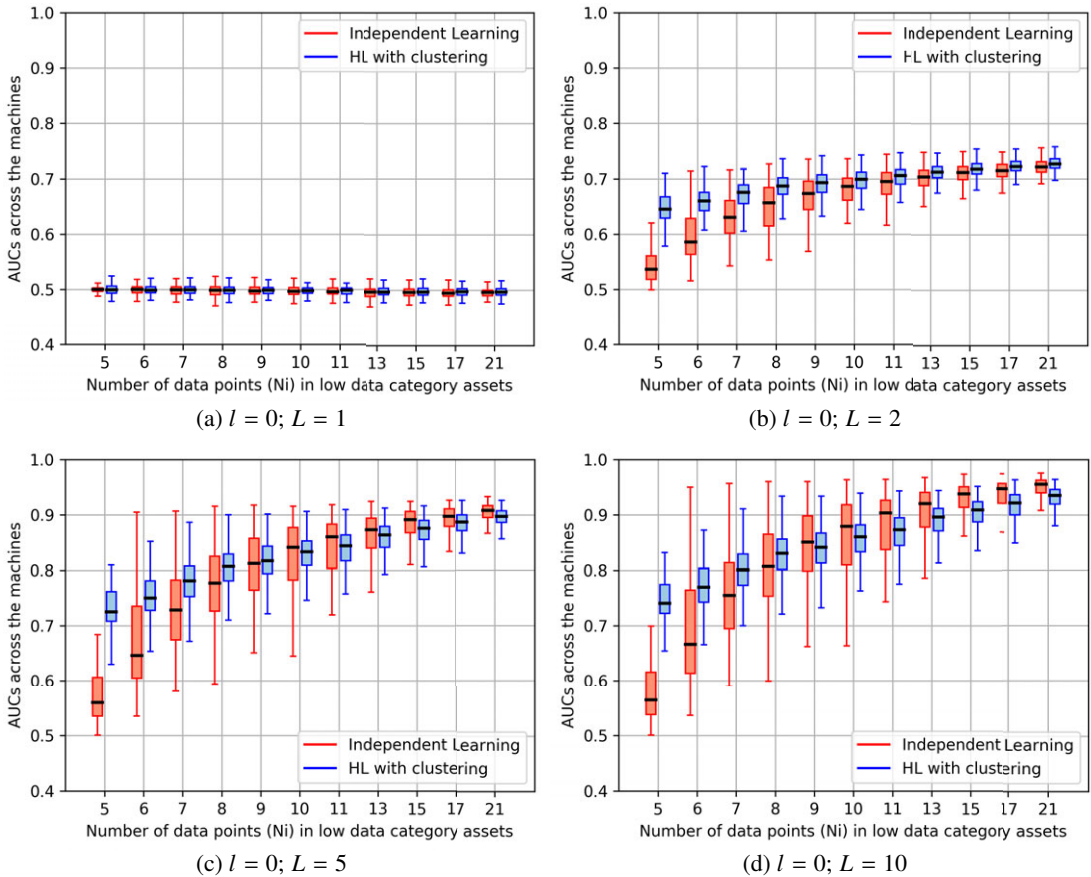 1.0
0.9
0.8
0.7
0.6
0.5
0.4
AUCs across the machines
Independent Learning
HL with clustering
5 6 7 8 9 10 11 13 15 17 21
Number of data points (Ni) in low data category assets
(a) l = 0; L = 1
1.0
0.9
0.8
0.7
0.6
0.5
0.4
AUCs across the machines
Independent Learning
HL with clustering
5 6 7 8 9 10 11 13 15 17 21
Number of data points (Ni) in low data category assets
(b) l = 0; L = 2
1.0
0.9
0.8
0.7
0.6
0.5
0.4
AUCs across the machines
Independent Learning
HL with clustering
5 6 7 8 9 10 11 13 15 17 21
Number of data points (Ni) in low data category assets
(c) l = 0; L = 5
1.0
0.9
0.8
0.7
0.6
0.5
0.4
AUCs across the machines
Independent Learning
HL with clustering
5 6 7 8 9 10 11 13 15 17 21
Number of data points (Ni) in low data category assets
(d) l = 0; L = 10